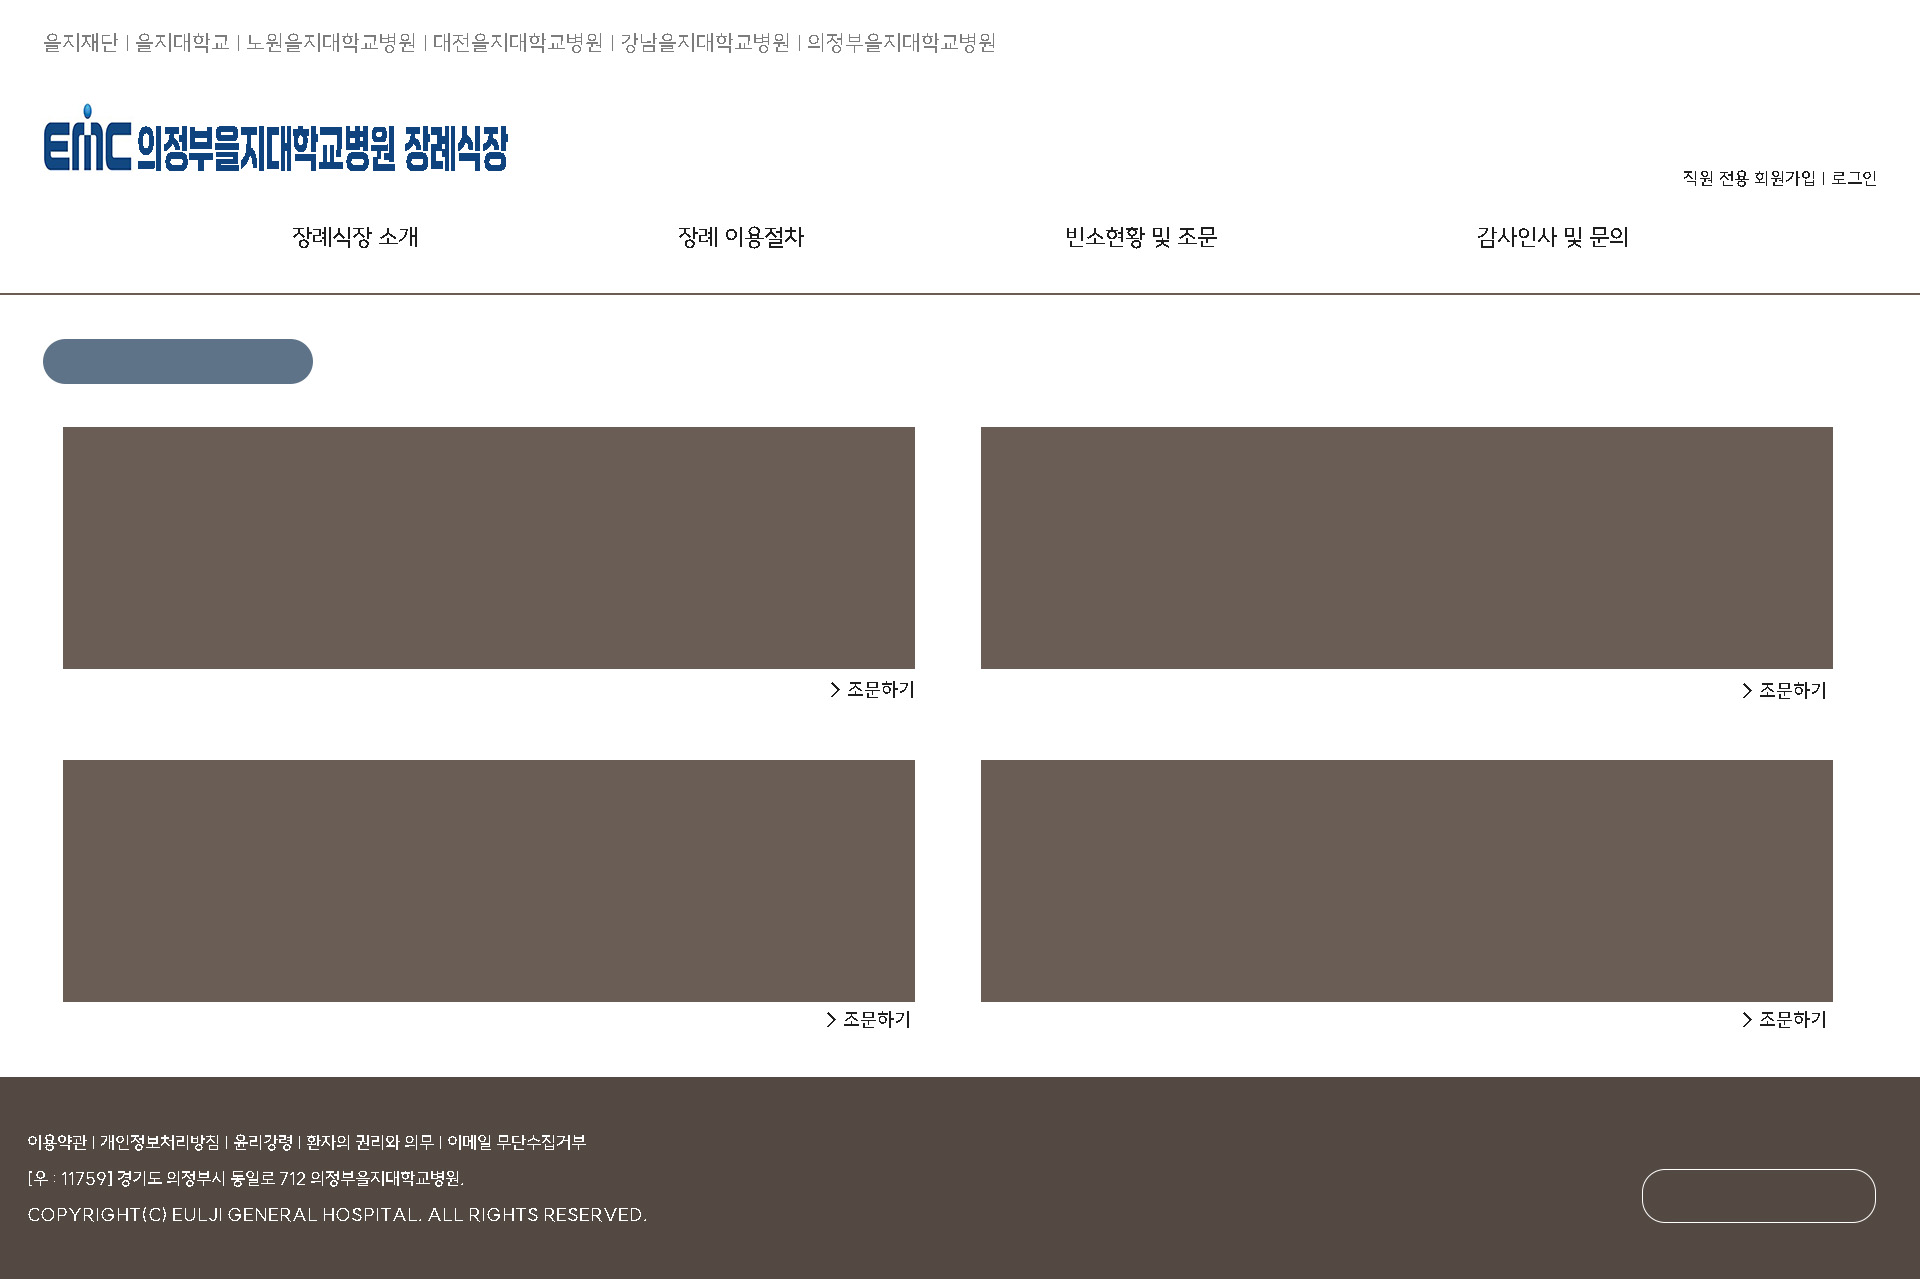 을지재단 | 을지대학교 | 노원을지대학교병원 | 대전을지대학교병원 | 강남을지대학교병원 | 의정부을지대학교병원
EMC 의정부을지대학교병원 장례식장
직원 전용 회원가입 | 로그인
장례식장 소개 장례 이용절차 빈소현황 및 조문 감사인사 및 문의
> 조문하기 > 조문하기
> 조문하기 > 조문하기
이용약관 | 개인정보처리방침 | 윤리강령 | 환자의 권리와 의무 | 이메일 무단수집거부
[우 : 11759] 경기도 의정부시 동일로 712 의정부을지대학교병원.
COPYRIGHT(C) EULJI GENERAL HOSPITAL. ALL RIGHTS RESERVED.